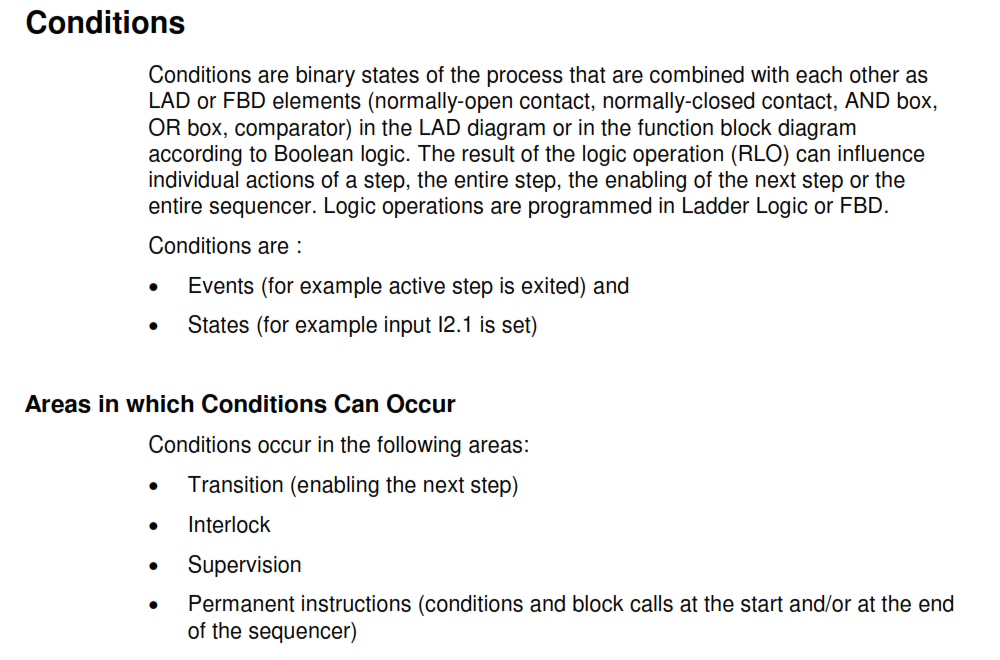 Conditions
Conditions are binary states of the process that are combined with each other as
LAD or FBD elements (normally-open contact, normally-closed contact, AND box,
OR box, comparator) in the LAD diagram or in the function block diagram
according to Boolean logic. The result of the logic operation (RLO) can influence
individual actions of a step, the entire step, the enabling of the next step or the
entire sequencer. Logic operations are programmed in Ladder Logic or FBD.
Conditions are :
• Events (for example active step is exited) and
• States (for example input I2.1 is set)
Areas in which Conditions Can Occur
Conditions occur in the following areas:
• Transition (enabling the next step)
• Interlock
• Supervision
• Permanent instructions (conditions and block calls at the start and/or at the end
of the sequencer)